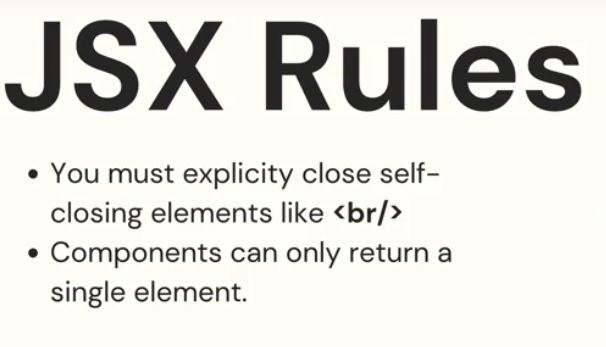 JSX Rules
• You must explicity close self-
closing elements like <br/>
• Components can only return a
single element.